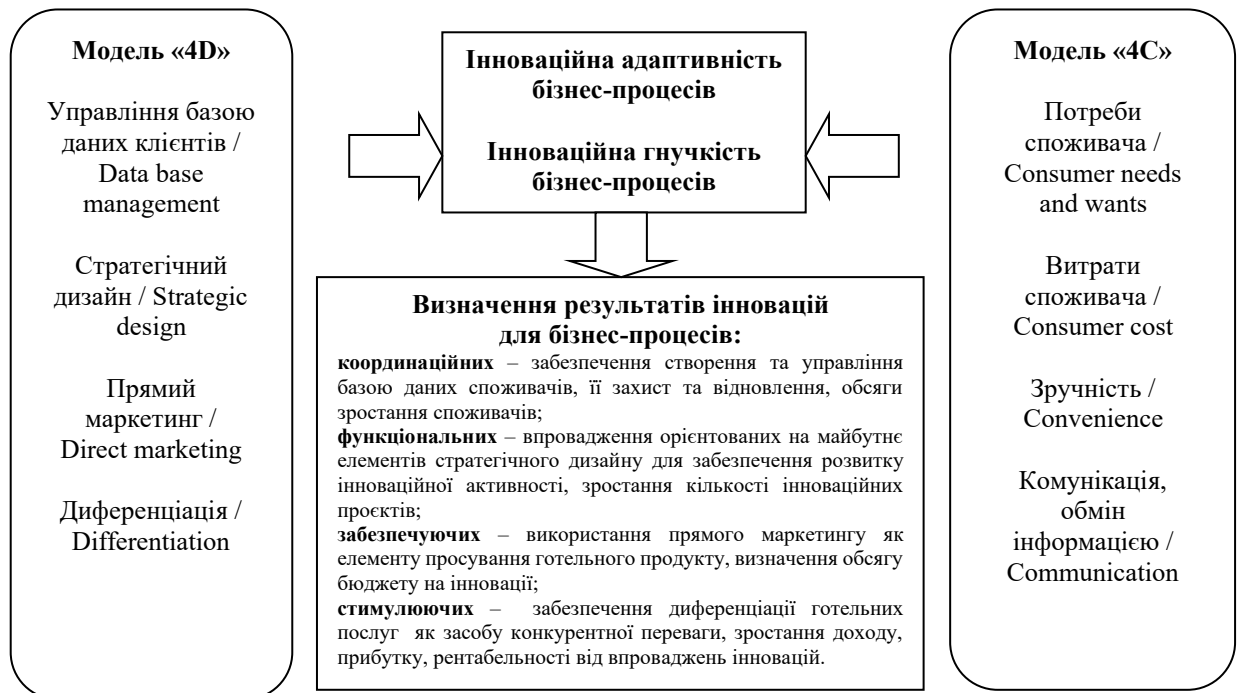 Модель «4D»
Управління базою
даних клієнтів /
Data base
management
Стратегічний
дизайн / Strategic
design
Прямий
маркетинг /
Direct marketing
Диференціація /
Differentiation
Інноваційна адаптивність
бізнес-процесів
Інноваційна гнучкість
бізнес-процесів
Визначення результатів інновацій
для бізнес-процесів:
координаційних – забезпечення створення та управління
базою даних споживачів, її захист та відновлення, обсяги
зростання споживачів;
функціональних – впровадження орієнтованих на майбутнє
елементів стратегічного дизайну для забезпечення розвитку
інноваційної активності, зростання кількості інноваційних
проєктів;
забезпечуючих – використання прямого маркетингу як
елементу просування готельного продукту, визначення обсягу
бюджету на інновації;
стимулюючих – забезпечення диференціації готельних
послуг як засобу конкурентної переваги, зростання доходу,
прибутку, рентабельності від впроваджень інновацій.
Модель «4С»
Потреби
споживача /
Consumer needs
and wants
Витрати
споживача /
Consumer cost
Зручність /
Convenience
Комунікація,
обмін
інформацією /
Communication